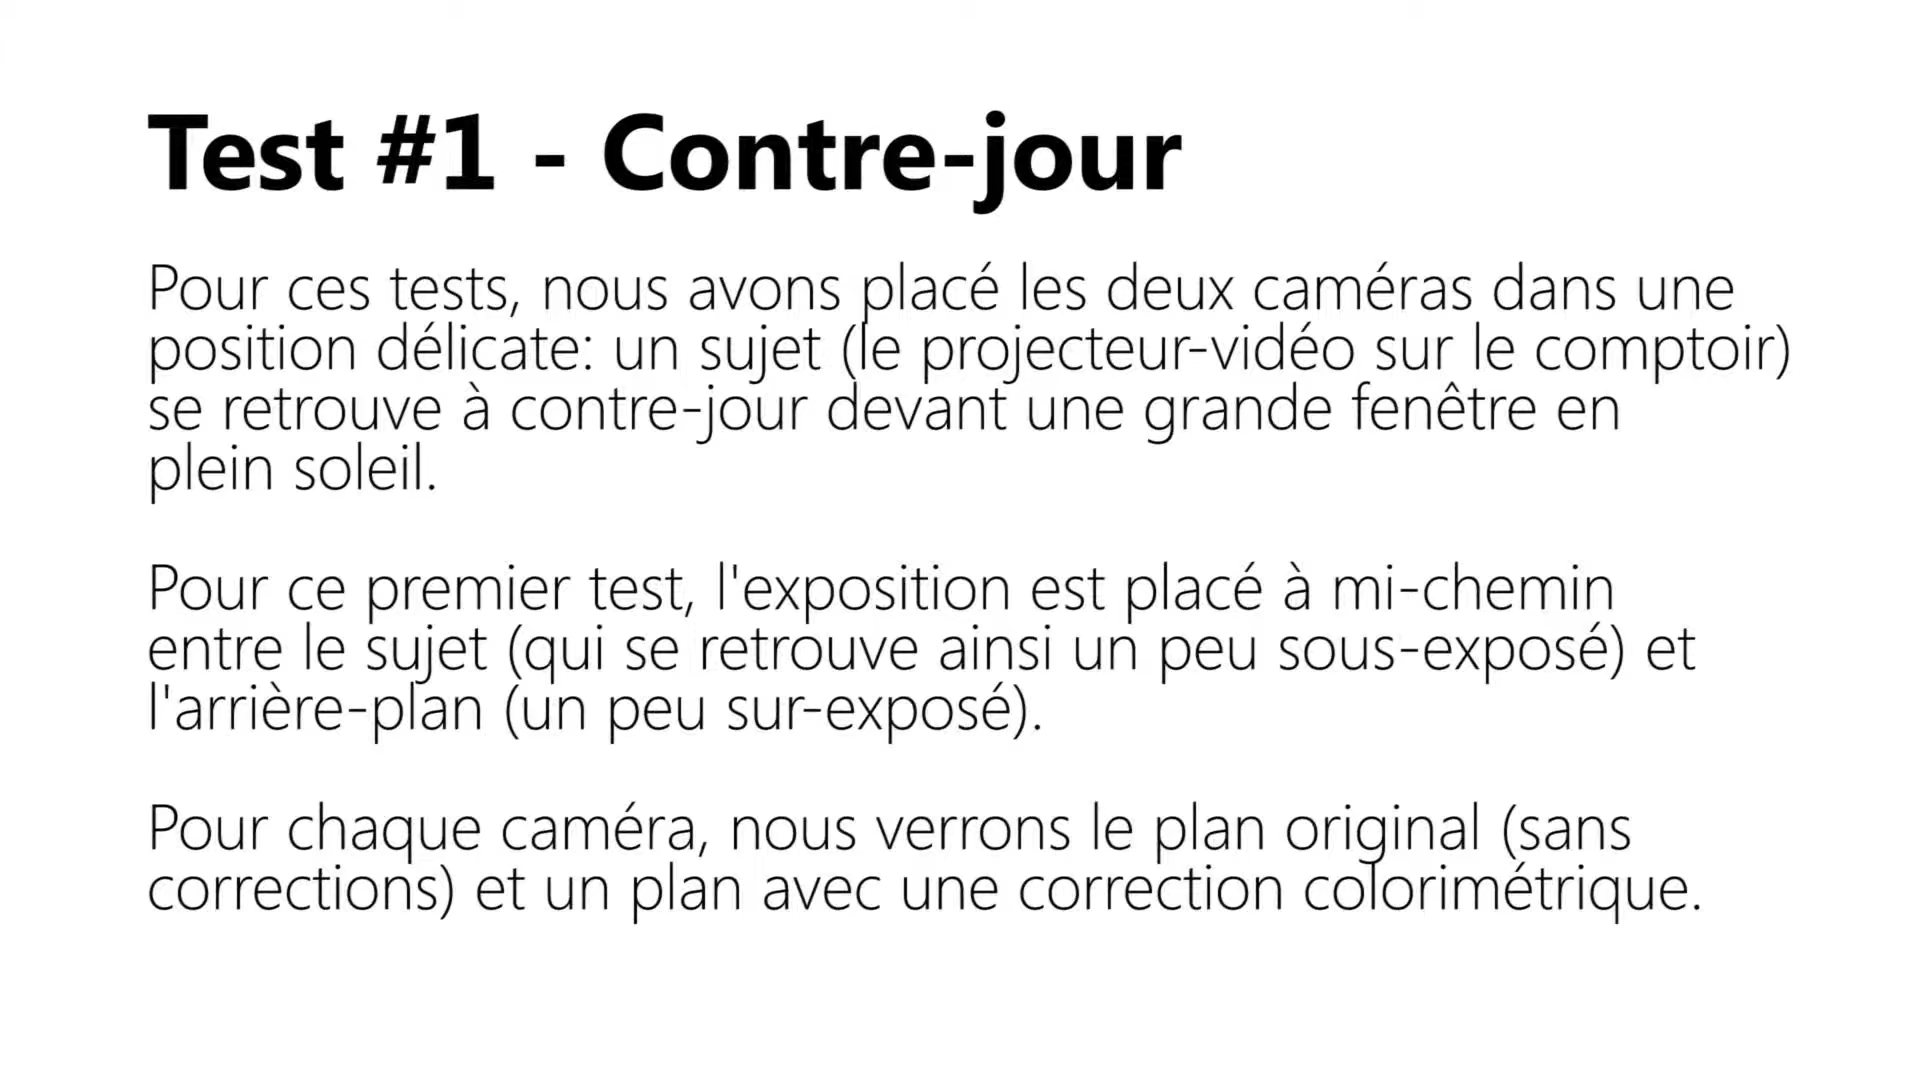 Test #1 - Contre-jour
Pour ces tests, nous avons placé les deux caméras dans une
position délicate: un sujet (le projecteur-vidéo sur le comptoir)
se retrouve à contre-jour devant une grande fenêtre en
plein soleil.
Pour ce premier test, l'exposition est placé à mi-chemin
entre le sujet (qui se retrouve ainsi un peu sous-exposé) et
l'arrière-plan (un peu sur-exposé).
Pour chaque caméra, nous verrons le plan original (sans
corrections) et un plan avec une correction colorimétrique.